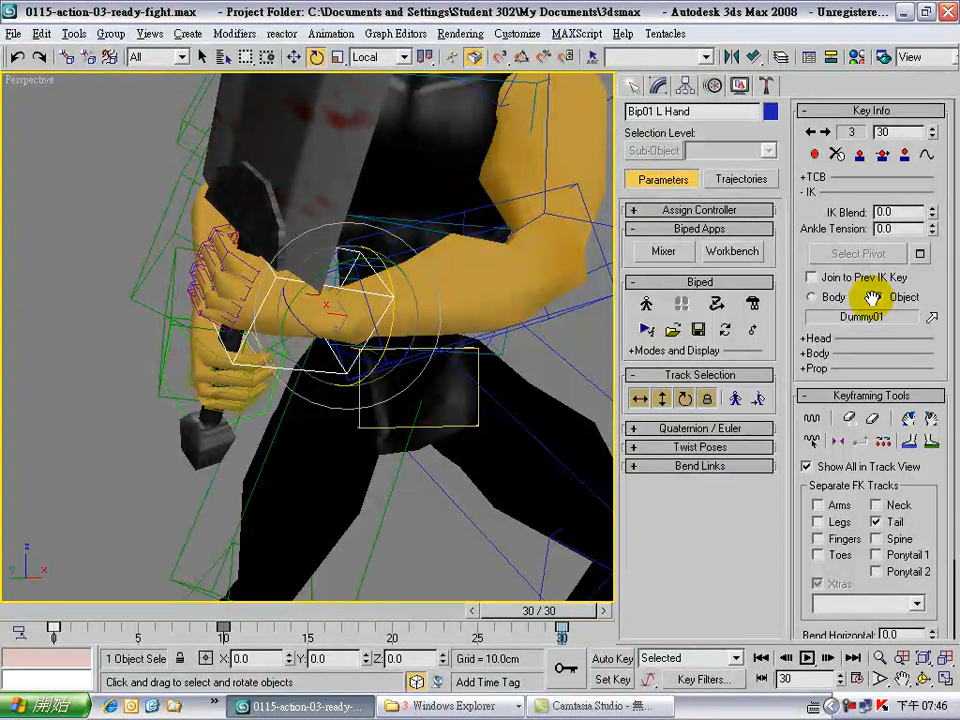 0115-action-03-ready-fight.max - Project Folder: C:\Documents and Settings\Student 302\My Documents\3dsmax - Autodesk 3ds Max 2008 - Unregistere...
File Edit Tools Group Views Create Modifiers reactor Animation Graph Editors Rendering Customize MAXScript Help Tentacles
All Local View
Perspective
Bip01 L Hand
Selection Level:
Sub-Object
Parameters Trajectories
+ Assign Controller
- Biped Apps
Mixer Workbench
- Biped
+Modes and Display
- Track Selection
+ Quaternion / Euler
+ Twist Poses
+ Bend Links
- Key Info
3 30
+TCB
- IK
IK Blend: 0.0
Ankle Tension: 0.0
Select Pivot
Join to Prev IK Key
Body Object
Dummy01
+Head
+Body
+Prop
- Keyframing Tools
Show All in Track View
Separate FK Tracks
Arms Neck
Legs Tail
Fingers Spine
Toes Ponytail 1
Ponytail 2
Xtras
Bend Horizontal: 0.0
z
x
y
x
30 / 30
0 5 10 15 20 25 30
1 Object Sele X: 0.0 Y: 0.0 Z: 0.0 Grid = 10.0cm Auto Key Selected
Click and drag to select and rotate objects Add Time Tag Set Key Key Filters... 30
開始 0115-action-03-ready-... 3 Windows Explorer Camtasia Studio - 無... 下午 07:46